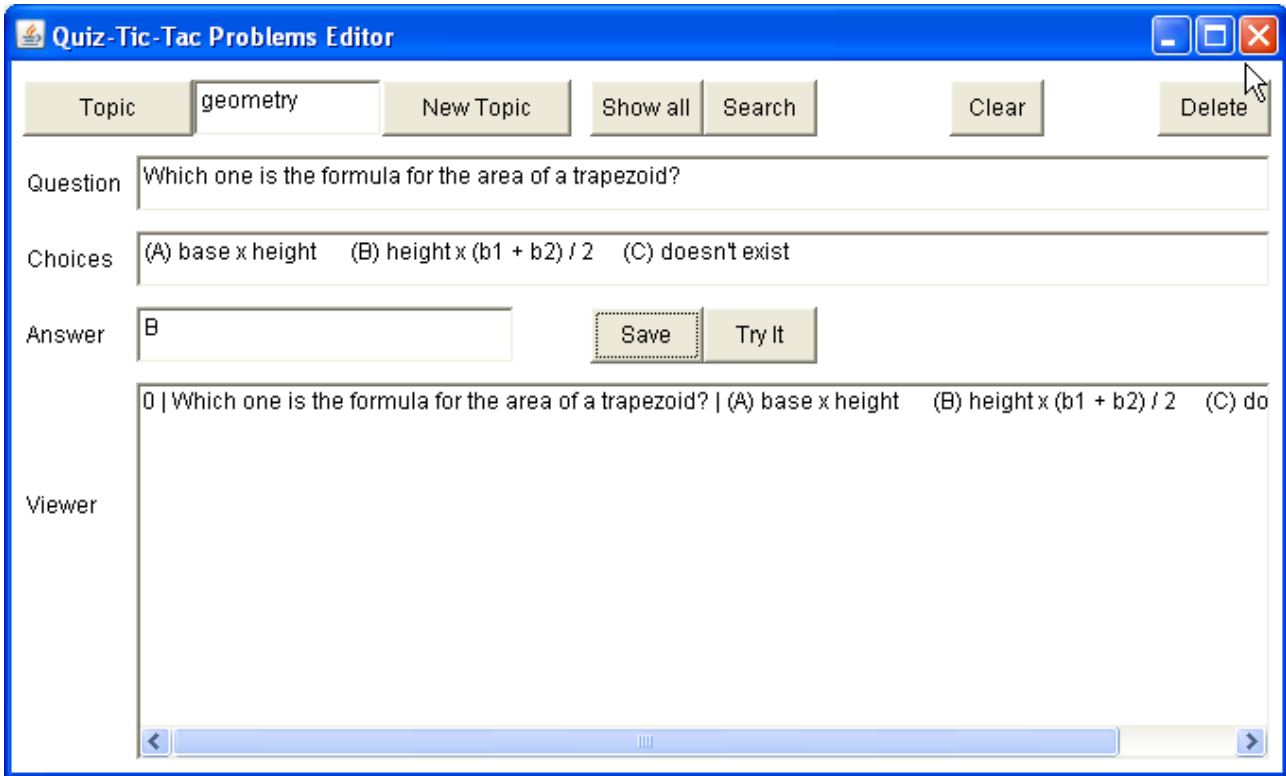 Quiz-Tic-Tac Problems Editor
Topic geometry New Topic Show all Search Clear Delete
Question Which one is the formula for the area of a trapezoid?
Choices (A) base x height (B) height x (b1 + b2) / 2 (C) doesn't exist
Answer B Save Try It
0 | Which one is the formula for the area of a trapezoid? | (A) base x height (B) height x (b1 + b2) / 2 (C) do
Viewer